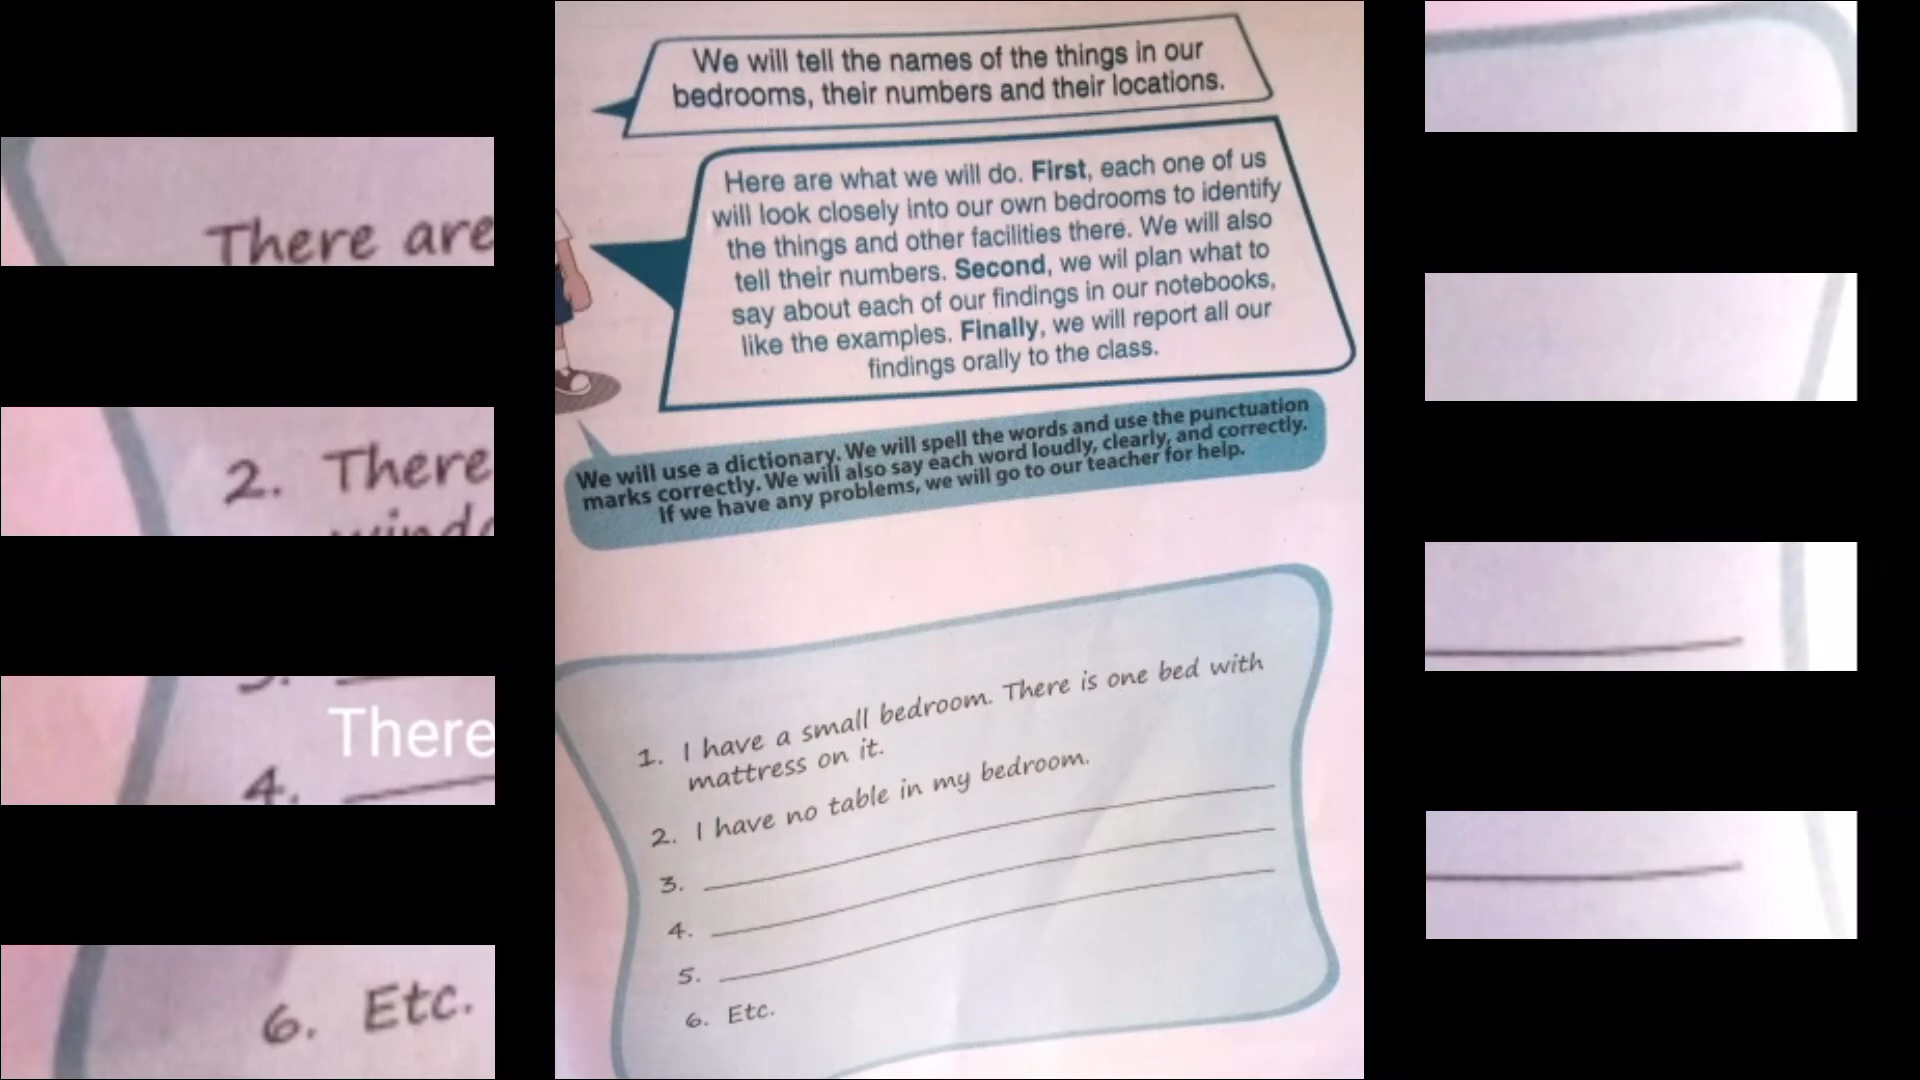 We will tell the names of the things in our
bedrooms, their numbers and their locations.
Here are what we will do. First, each one of us
will look closely into our own bedrooms to identify
the things and other facilities there. We will also
tell their numbers. Second, we wil plan what to
say about each of our findings in our notebooks,
like the examples. Finally, we will report all our
findings orally to the class.
We will use a dictionary. We will spell the words and use the punctuation
marks correctly. We will also say each word loudly, clearly, and correctly.
If we have any problems, we will go to our teacher for help.
1. I have a small bedroom. There is one bed with
mattress on it.
2. I have no table in my bedroom.
3.
4.
5.
6. Etc.
There are
2. There
There
4.
6. Etc.